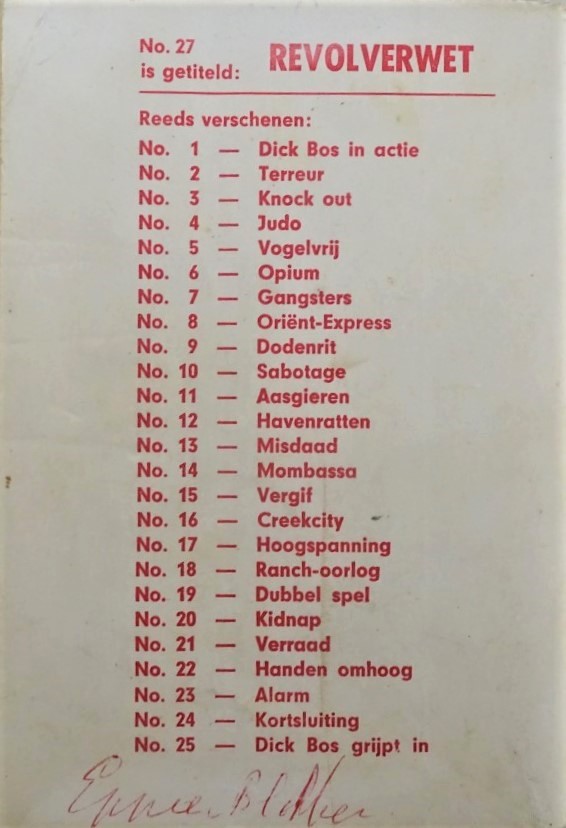 No. 27
is getiteld: REVOLVERWET
Reeds verschenen:
No. 1 — Dick Bos in actie
No. 2 — Terreur
No. 3 — Knock out
No. 4 — Judo
No. 5 — Vogelvrij
No. 6 — Opium
No. 7 — Gangsters
No. 8 — Oriënt-Express
No. 9 — Dodenrit
No. 10 — Sabotage
No. 11 — Aasgieren
No. 12 — Havenratten
No. 13 — Misdaad
No. 14 — Mombassa
No. 15 — Vergif
No. 16 — Creekcity
No. 17 — Hoogspanning
No. 18 — Ranch-oorlog
No. 19 — Dubbel spel
No. 20 — Kidnap
No. 21 — Verraad
No. 22 — Handen omhoog
No. 23 — Alarm
No. 24 — Kortsluiting
No. 25 — Dick Bos grijpt in